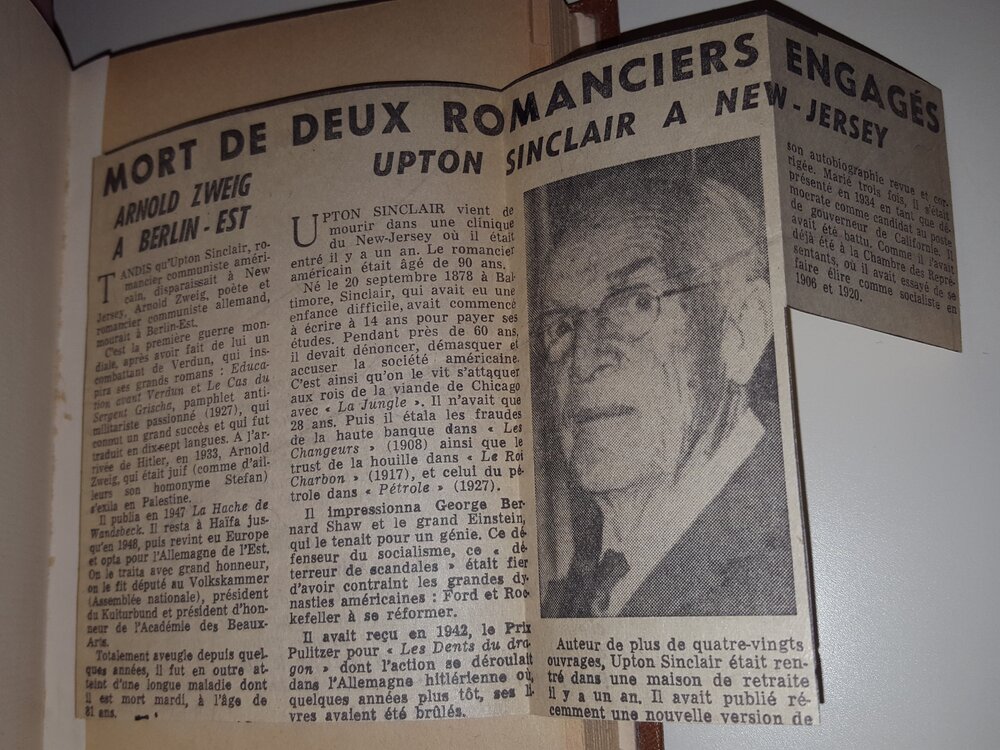 MORT DE DEUX ROMANCIERS ENGAGÉS
ARNOLD ZWEIG
A BERLIN-EST
TANDIS qu'Upton Sinclair, ro-
mancier communiste améri-
cain, disparaissait à New
Jersey, Arnold Zweig, poète et
romancier communiste allemand,
mourait à Berlin-Est.
C'est la première guerre mon-
diale, après avoir fait de lui un
combattant de Verdun, qui ins-
pira ses grands romans : Educa-
tion avant Verdun et Le Cas du
Sergent Grischa, pamphlet anti-
militariste passionné (1927), qui
connut un grand succès et qui fut
traduit en dix-sept langues. A l'ar-
rivée de Hitler, en 1933, Arnold
Zweig, qui était juif (comme d'ail-
leurs son homonyme Stefan)
s'exila en Palestine.
Il publia en 1947 La Hache de
Wandsbeck. Il resta à Haïfa jus-
qu'en 1948, puis revint eu Europe
et opta pour l'Allemagne de l'Est.
On le traita avec grand honneur,
on le fit député au Volkskammer
(Assemblée nationale), président
du Kulturbund et président d'hon-
neur de l'Académie des Beaux-
Arts.
Totalement aveugle depuis quel-
ques années, il fut en outre at-
teint d'une longue maladie dont
il est mort mardi, à l'âge de
81 ans.
UPTON SINCLAIR A NEW-JERSEY
UPTON SINCLAIR vient de
mourir dans une clinique
du New-Jersey où il était
entré il y a un an. Le romancier
américain était âgé de 90 ans.
Né le 20 septembre 1878 à Bal-
timore, Sinclair, qui avait eu une
enfance difficile, avait commencé
à écrire à 14 ans pour payer ses
études. Pendant près de 60 ans,
il devait dénoncer, démasquer et
accuser la société américaine.
C'est ainsi qu'on le vit s'attaquer
aux rois de la viande de Chicago
avec « La Jungle ». Il n'avait que
28 ans. Puis il étala les fraudes
de la haute banque dans « Les
Changeurs » (1908) ainsi que le
trust de la houille dans « Le Roi
Charbon » (1917), et celui du pé-
trole dans « Pétrole » (1927).
Il impressionna George Ber-
nard Shaw et le grand Einstein,
qui le tenait pour un génie. Ce dé-
fenseur du socialisme, ce « dé-
terreur de scandales » était fier
d'avoir contraint les grandes dy-
nasties américaines : Ford et Roc-
kefeller à se réformer.
Il avait reçu en 1942, le Prix
Pulitzer pour « Les Dents du dra-
gon » dont l'action se déroulait
dans l'Allemagne hitlérienne où
quelques années plus tôt, ses li-
vres avaient été brûlés.
Auteur de plus de quatre-vingts
ouvrages, Upton Sinclair était ren-
tré dans une maison de retraite
il y a un an. Il avait publié ré-
cemment une nouvelle version de
son autobiographie revue et cor-
rigée. Marié trois fois, il s'était
présenté en 1934 en tant que dé-
mocrate comme candidat au poste
de gouverneur de Californie. Il
avait été battu. Comme il l'avait
déjà été à la Chambre des Repré-
sentants, où il avait essayé de se
faire élire comme socialiste en
1906 et 1920.